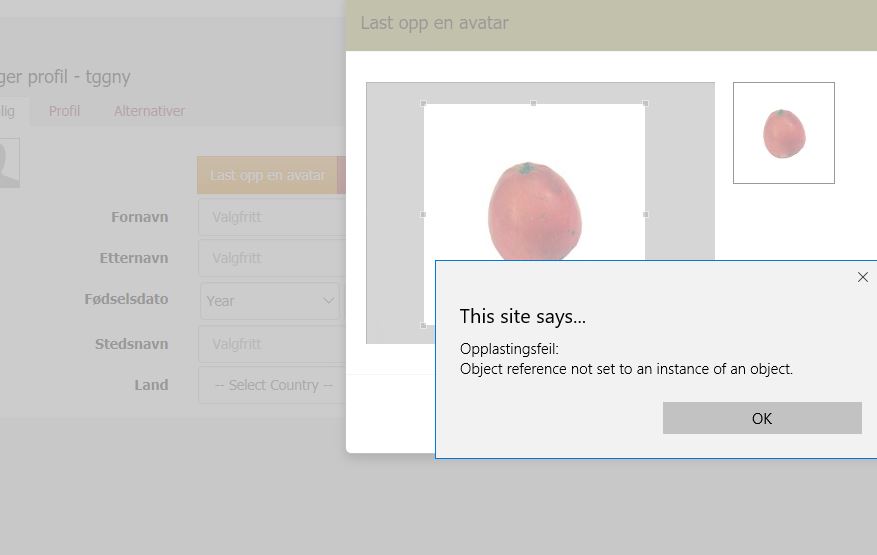 Last opp en avatar
ger profil - tggny
lig Profil Alternativer
Last opp en avatar
Fornavn Valgfritt
Etternavn Valgfritt
Fødselsdato Year
Stedsnavn Valgfritt
Land -- Select Country --
This site says...
Opplastingsfeil:
Object reference not set to an instance of an object.
OK